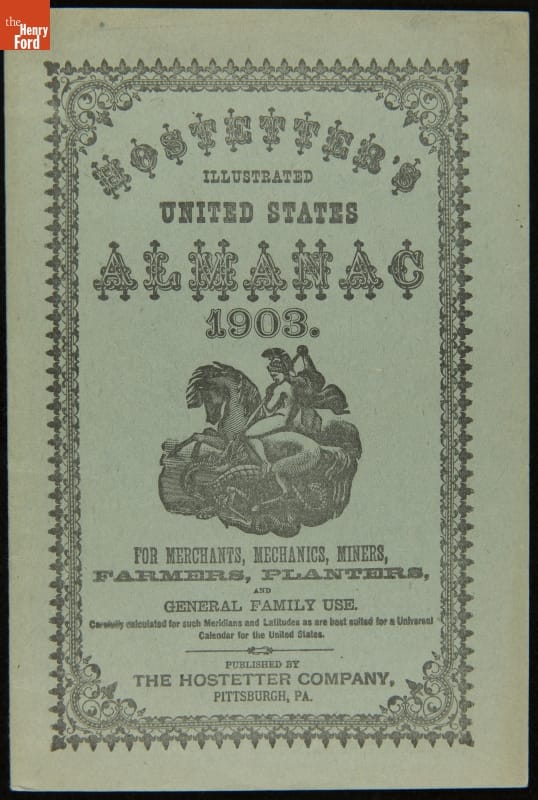 the
Henry
Ford
HOSTETTER'S
ILLUSTRATED
UNITED STATES
ALMANAC
1903.
FOR MERCHANTS, MECHANICS, MINERS,
FARMERS, PLANTERS,
AND
GENERAL FAMILY USE.
Carefully calculated for such Meridians and Latitudes as are best suited for a Universal
Calendar for the United States.
PUBLISHED BY
THE HOSTETTER COMPANY,
PITTSBURGH, PA.